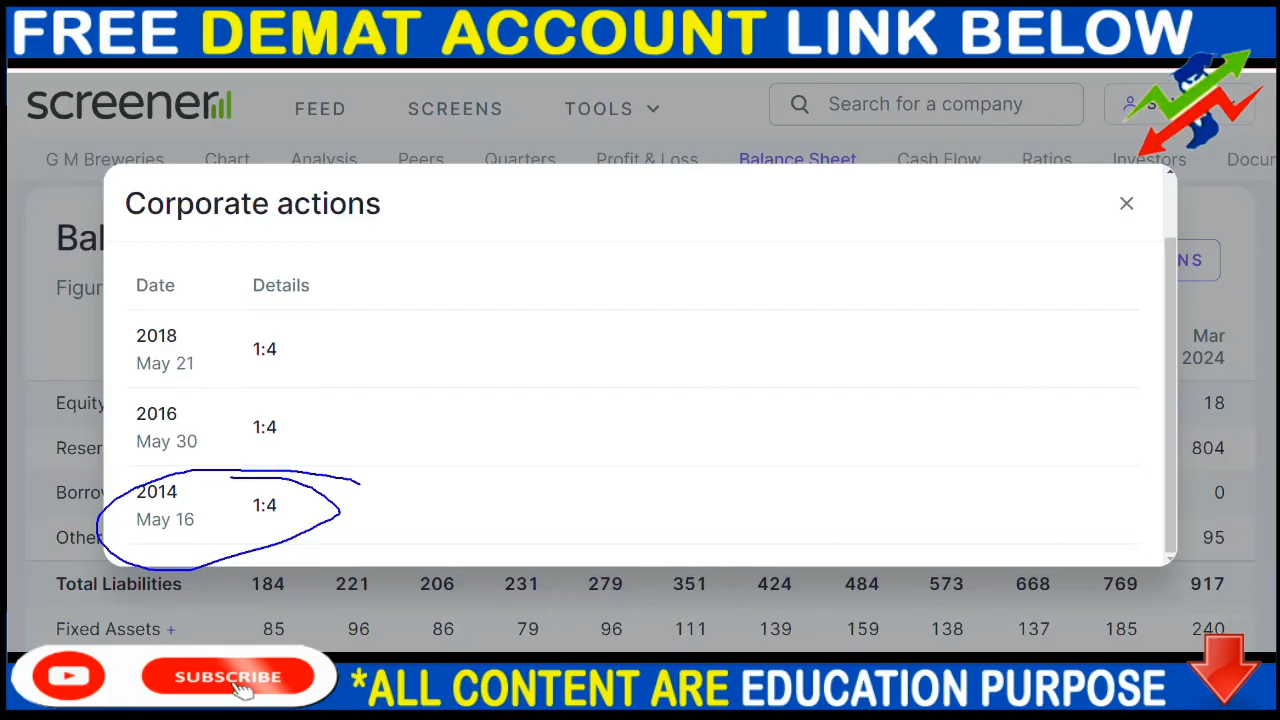 FREE DEMAT ACCOUNT LINK BELOW
screener FEED SCREENS TOOLS Search for a company
G M Breweries Chart Analysis Peers Quarters Profit & Loss Balance Sheet Cash Flow Ratios Investors
Corporate actions
Date Details
2018
May 21
1:4
2016
May 30
1:4
2014
May 16
1:4
Mar
2024
18
804
0
95
Total Liabilities 184 221 206 231 279 351 424 484 573 668 769 917
Fixed Assets + 85 96 86 79 96 111 139 159 138 137 185 240
SUBSCRIBE
*ALL CONTENT ARE EDUCATION PURPOSE